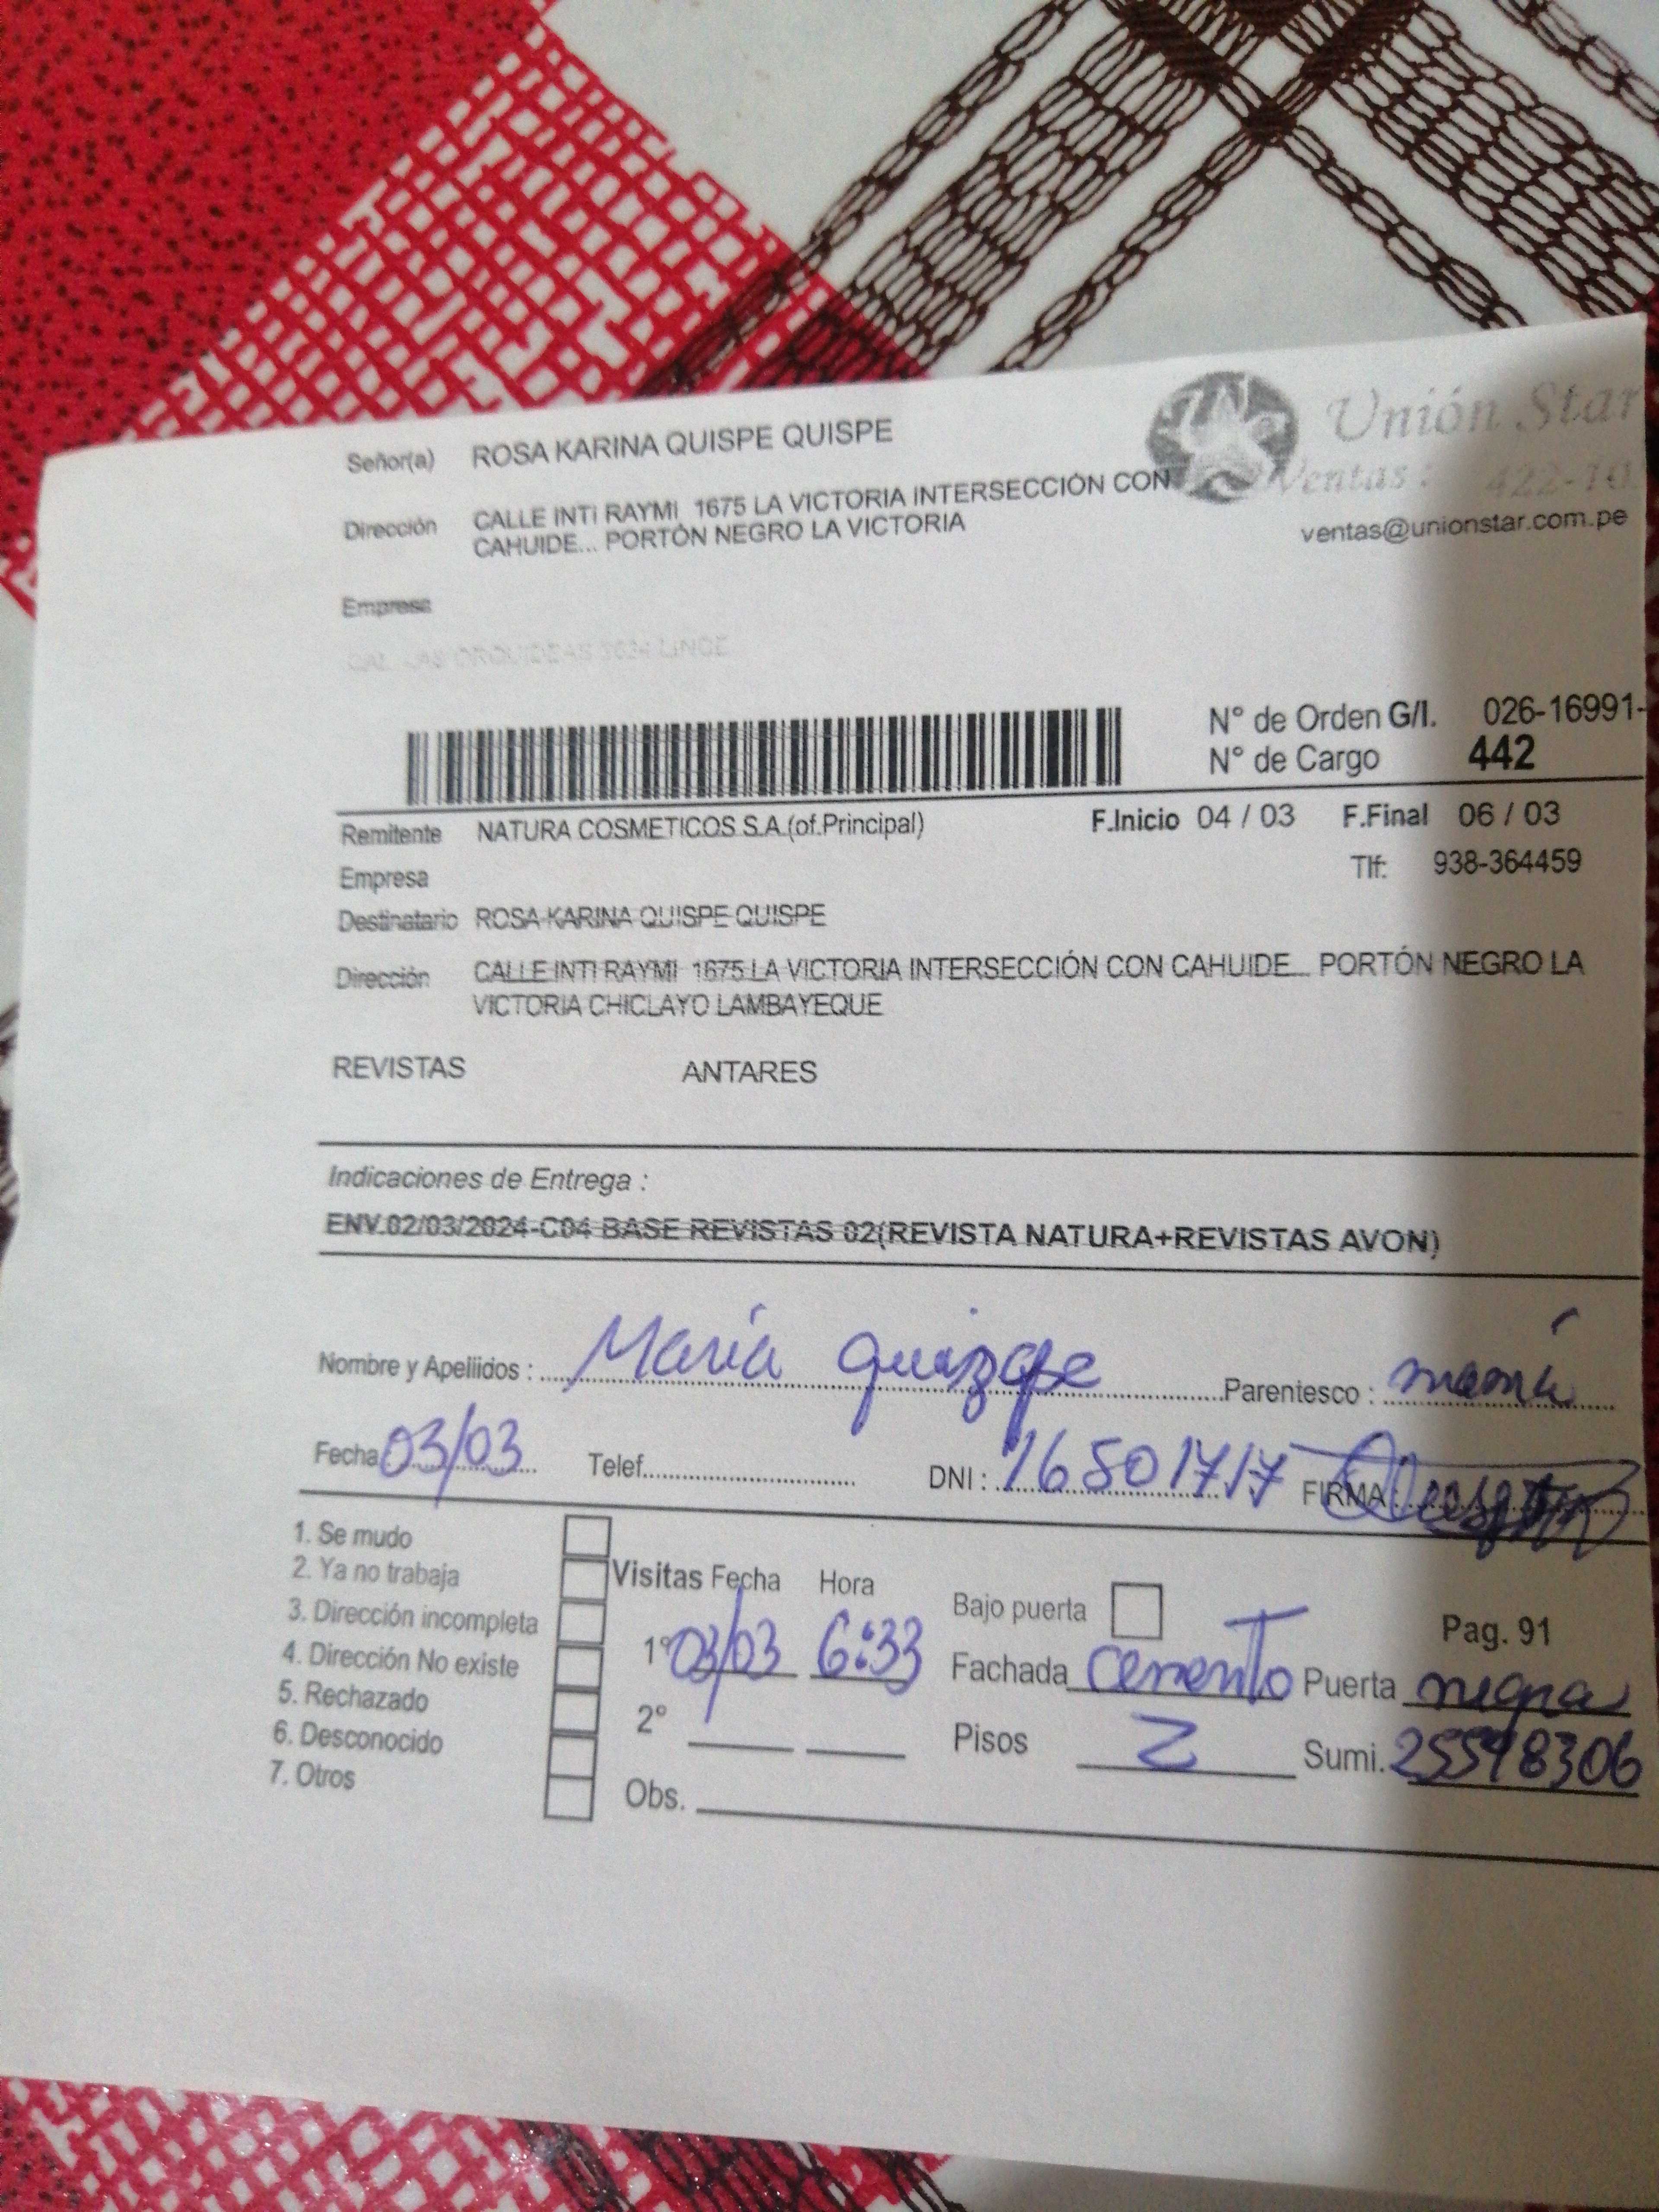 Señor(a) ROSA KARINA QUISPE QUISPE
Unión Star
Ventas: 422-10
Dirección CALLE INTI RAYMI 1675 LA VICTORIA INTERSECCIÓN CON
CAHUIDE... PORTÓN NEGRO LA VICTORIA
ventas@unionstar.com.pe
Empresa
ORQUIDEAS LINCE
N° de Orden G/I. 026-16991-
N° de Cargo 442
Remitente NATURA COSMETICOS S.A.(of.Principal) F.Inicio 04 / 03 F.Final 06 / 03
Empresa Tlf: 938-364459
Destinatario ROSA KARINA QUISPE QUISPE
Dirección CALLE INTI RAYMI 1675 LA VICTORIA INTERSECCIÓN CON CAHUIDE... PORTÓN NEGRO LA
VICTORIA CHICLAYO LAMBAYEQUE
REVISTAS ANTARES
Indicaciones de Entrega :
ENV.02/03/2024-C04 BASE REVISTAS 02(REVISTA NATURA+REVISTAS AVON)
Nombre y Apellidos : María Parentesco : mamá
Fecha 03/03 Telef. DNI : 16501717 FIRMA
1. Se mudo
2. Ya no trabaja
3. Dirección incompleta
4. Dirección No existe
5. Rechazado
6. Desconocido
7. Otros
Visitas Fecha Hora Bajo puerta Pag. 91
1° 03/03 6:33 Fachada cemento Puerta negra
2° Pisos 2 Sumi. 25598306
Obs.